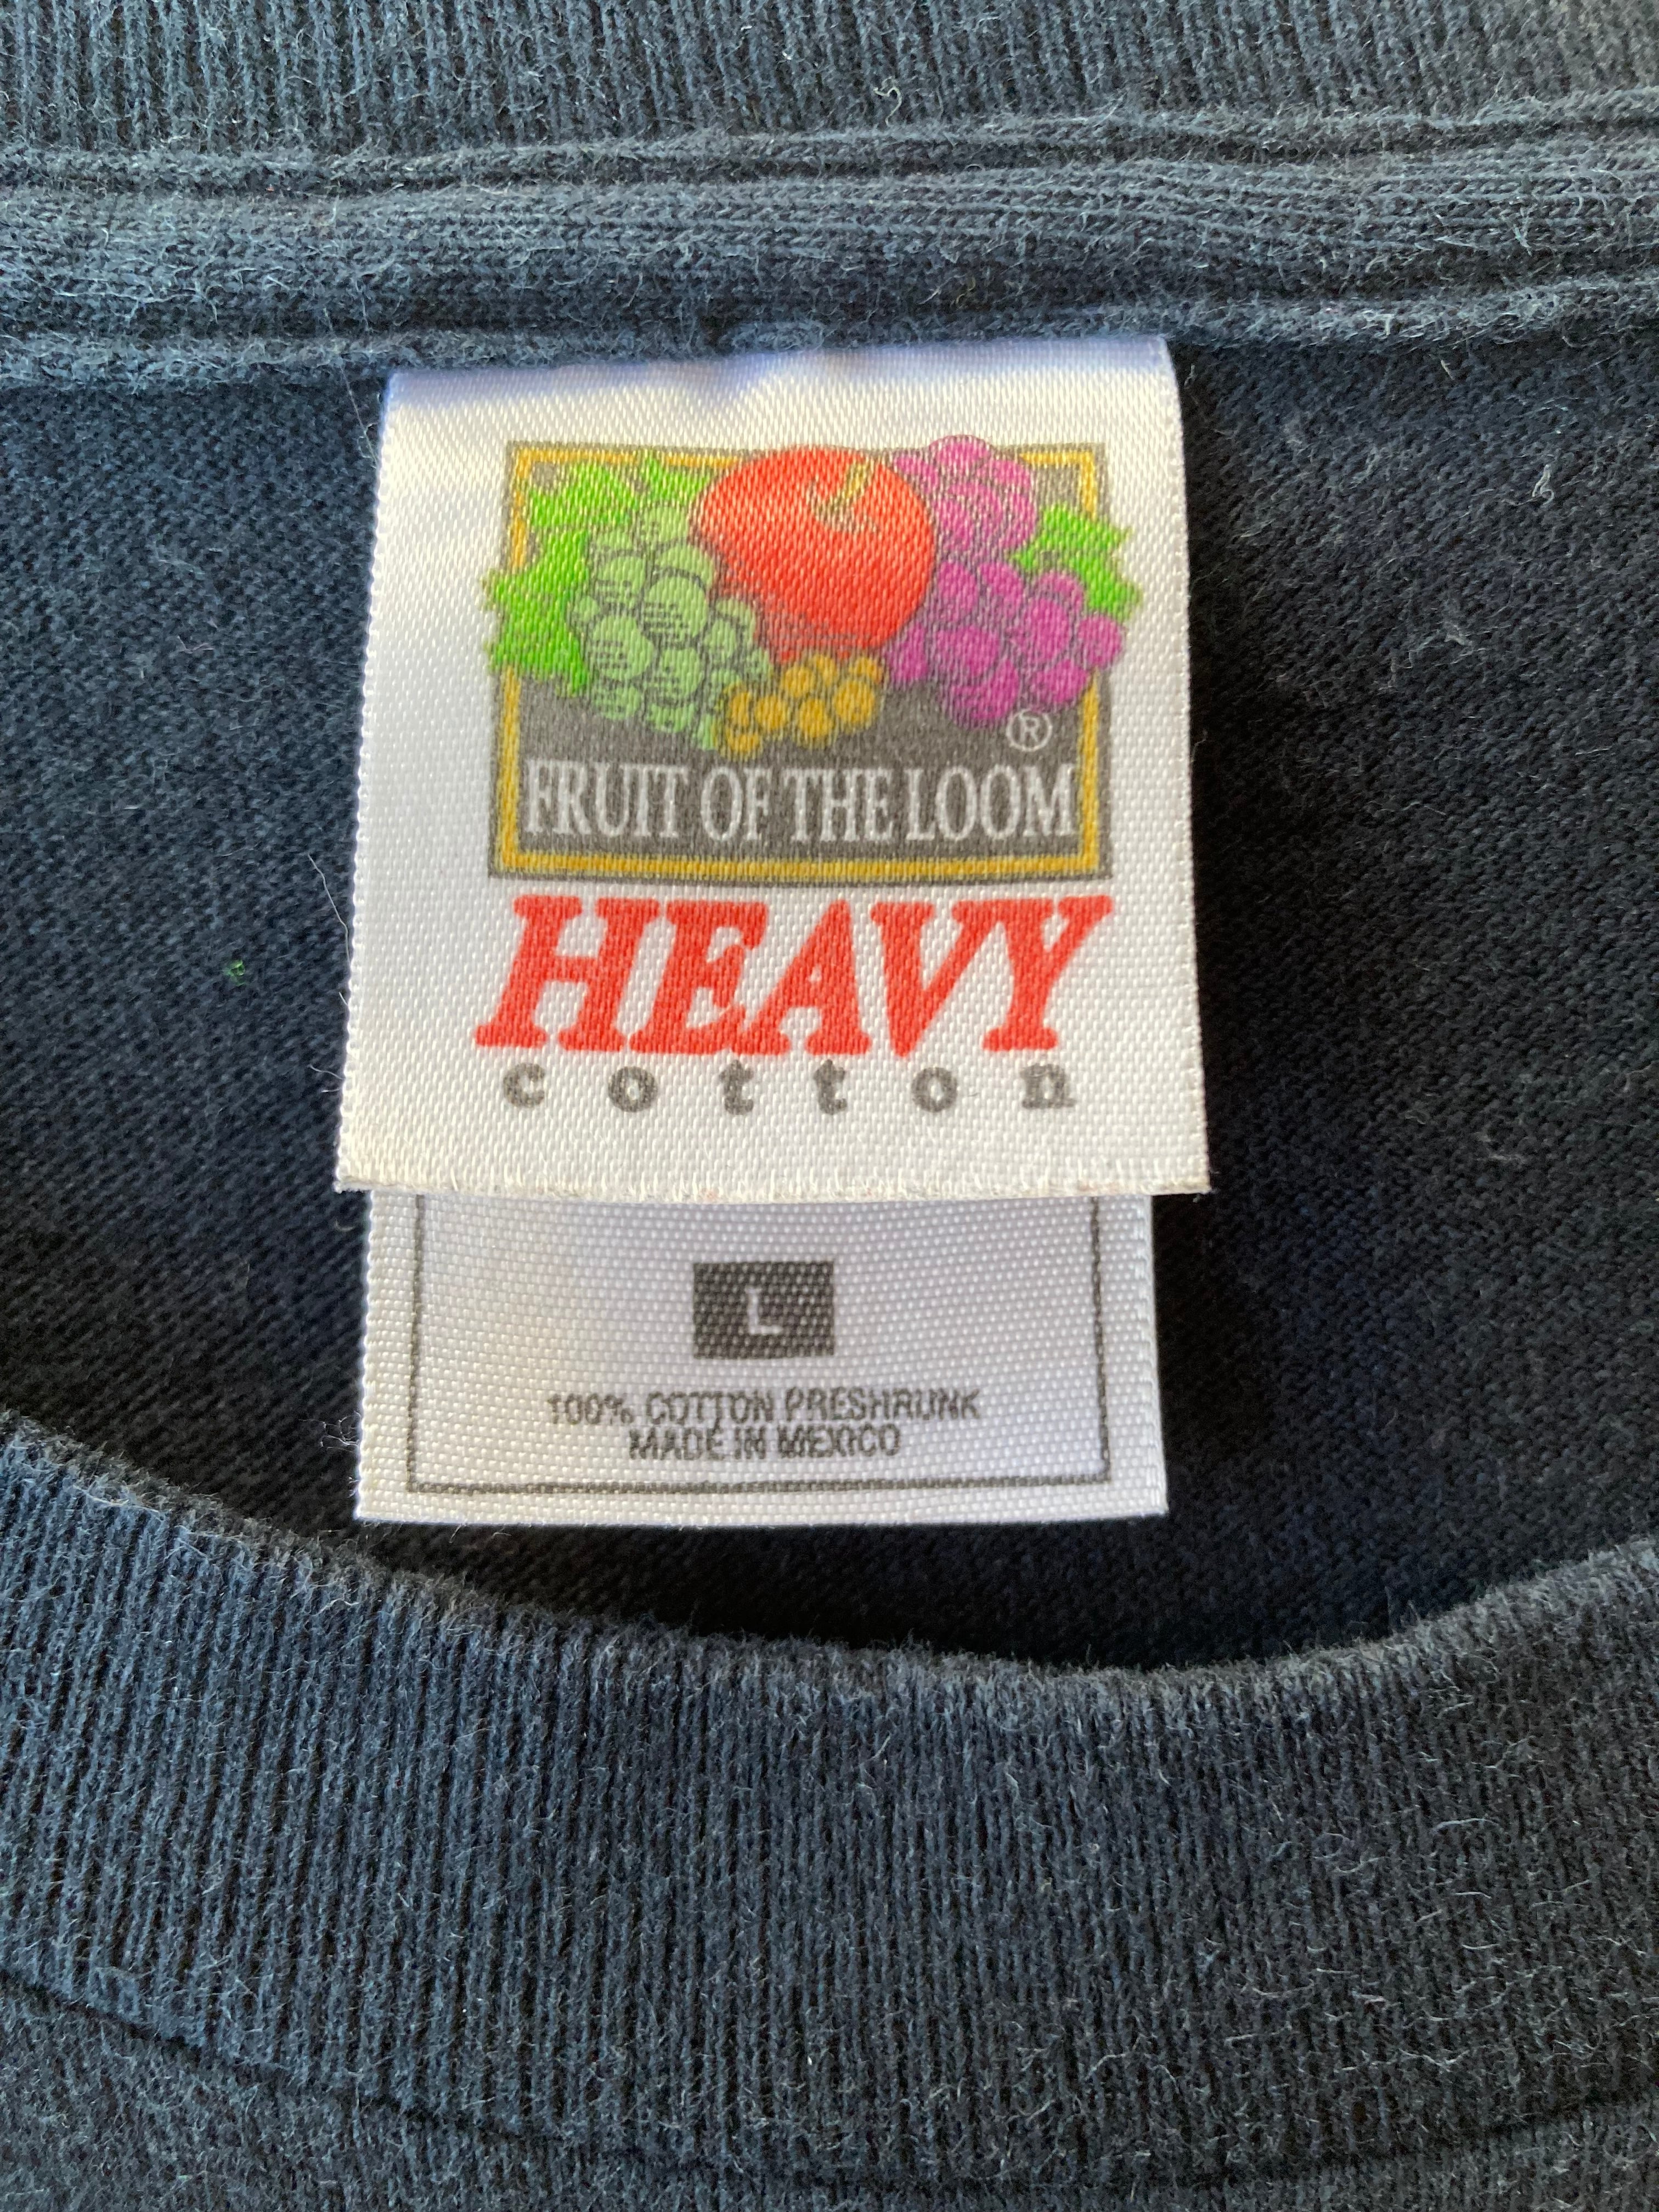 ®
FRUIT OF THE LOOM
HEAVY
cotton
L
100% COTTON PRESHRUNK
MADE IN MEXICO